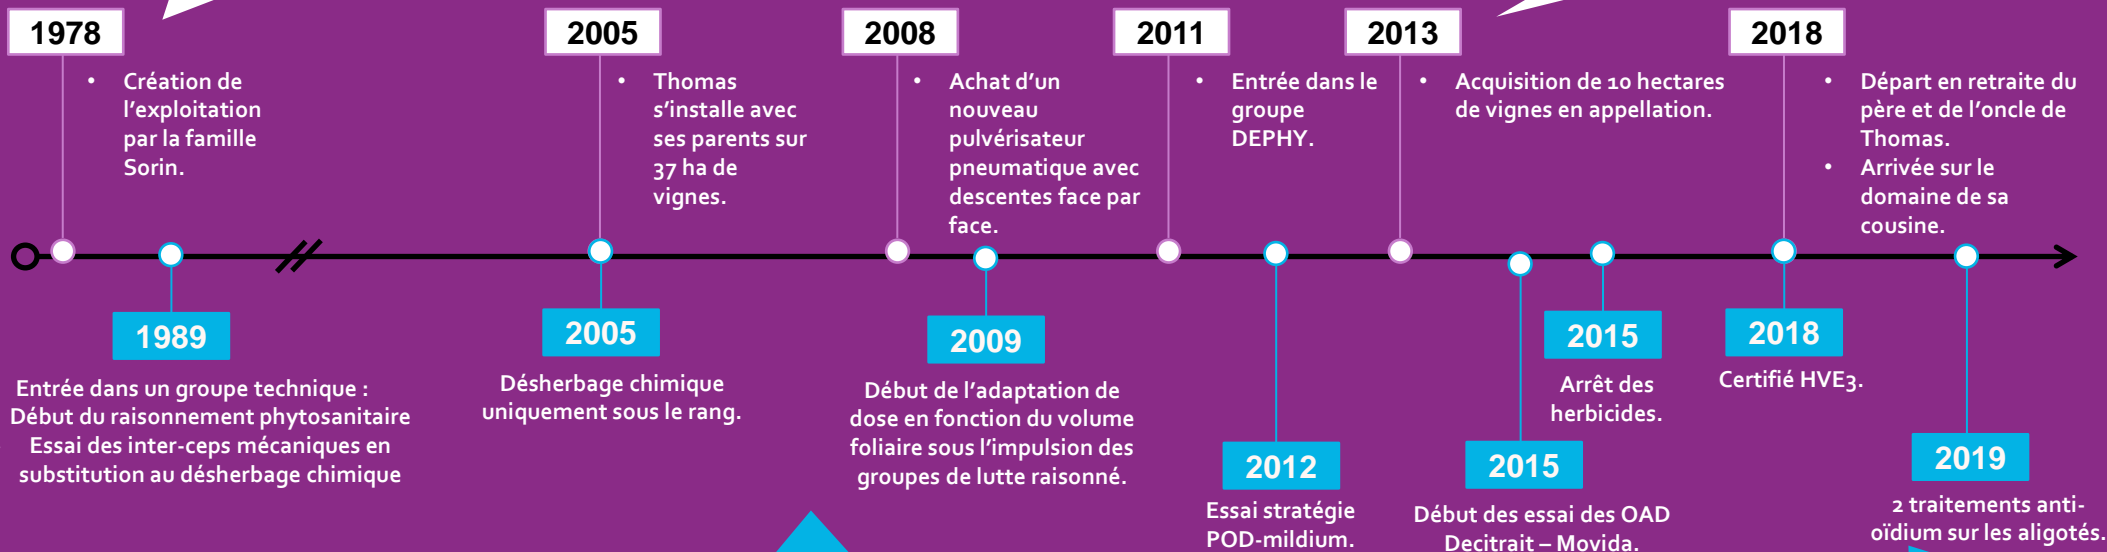 1978
• Création de
l'exploitation
par la famille
Sorin.
2005
• Thomas
s'installe avec
ses parents sur
37 ha de
vignes.
2008
• Achat d'un
nouveau
pulvérisateur
pneumatique avec
descentes face par
face.
2011
• Entrée dans le
groupe
DEPHY.
2013
• Acquisition de 10 hectares
de vignes en appellation.
2018
• Départ en retraite du
père et de l'oncle de
Thomas.
• Arrivée sur le
domaine de sa
cousine.
1989
Entrée dans un groupe technique :
Début du raisonnement phytosanitaire
Essai des inter-ceps mécaniques en
substitution au désherbage chimique
2005
Désherbage chimique
uniquement sous le rang.
2009
Début de l'adaptation de
dose en fonction du volume
foliaire sous l'impulsion des
groupes de lutte raisonné.
2012
Essai stratégie
POD-mildium.
2015
Début des essai des OAD
Decitrait – Movida.
2015
Arrêt des
herbicides.
2018
Certifié HVE3.
2019
2 traitements anti-
oïdium sur les aligotés.